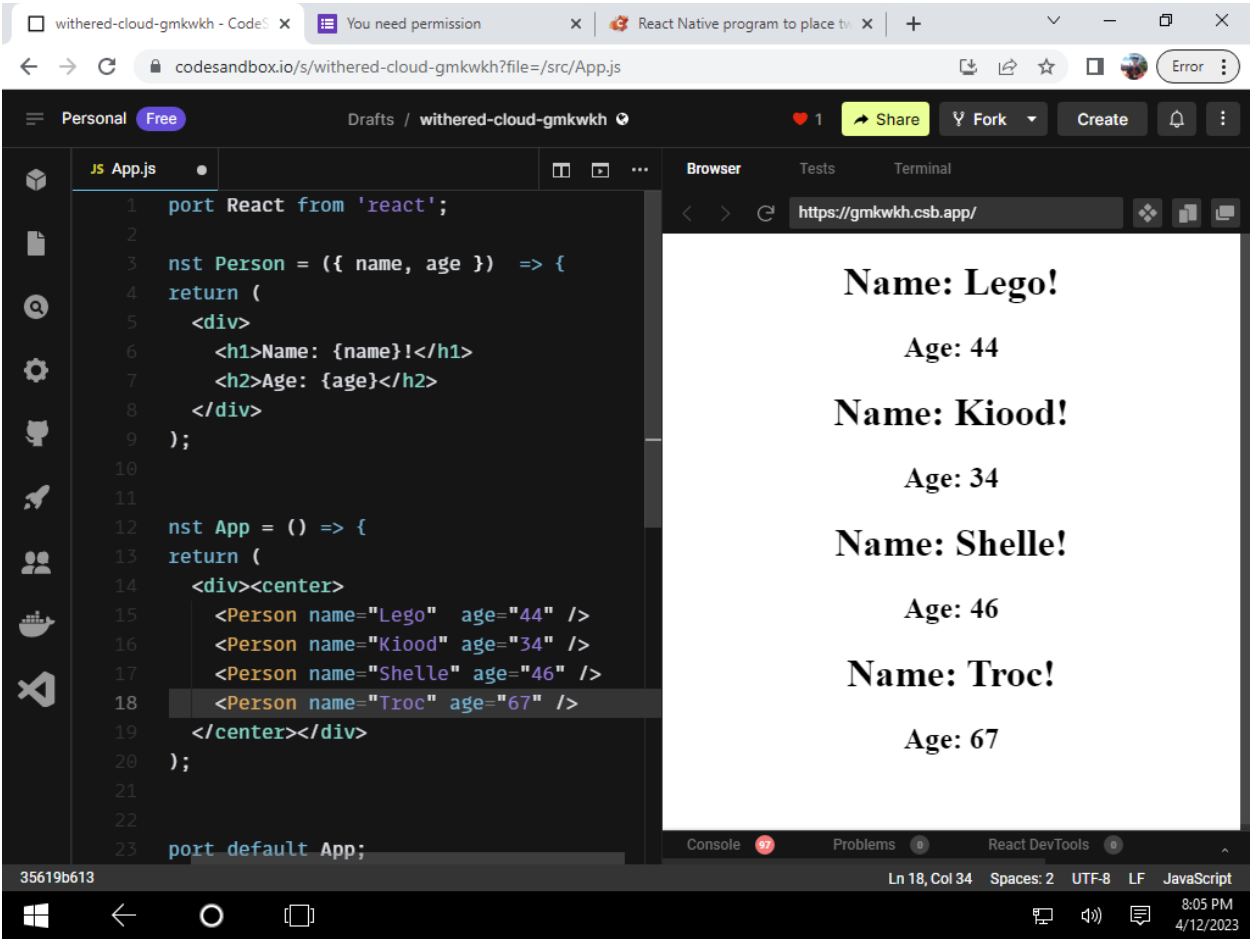 withered-cloud-gmkwkh - CodeS
You need permission
React Native program to place tw
codesandbox.io/s/withered-cloud-gmkwkh?file=/src/App.js
Error
Personal Free
Drafts / withered-cloud-gmkwkh
1
Share
Fork
Create
JS App.js
Browser Tests Terminal
https://gmkwkh.csb.app/
1 port React from 'react';
2
3 nst Person = ({ name, age })  => {
4 return (
5 <div>
6 <h1>Name: {name}!</h1>
7 <h2>Age: {age}</h2>
8 </div>
9 );
10
11
12 nst App = () => {
13 return (
14 <div><center>
15 <Person name="Lego"  age="44" />
16 <Person name="Kiood" age="34" />
17 <Person name="Shelle" age="46" />
18 <Person name="Troc" age="67" />
19 </center></div>
20 );
21
22
23 port default App;
Name: Lego!
Age: 44
Name: Kiood!
Age: 34
Name: Shelle!
Age: 46
Name: Troc!
Age: 67
Console 97 Problems 0 React DevTools 0
35619b613
Ln 18, Col 34 Spaces: 2 UTF-8 LF JavaScript
8:05 PM
4/12/2023